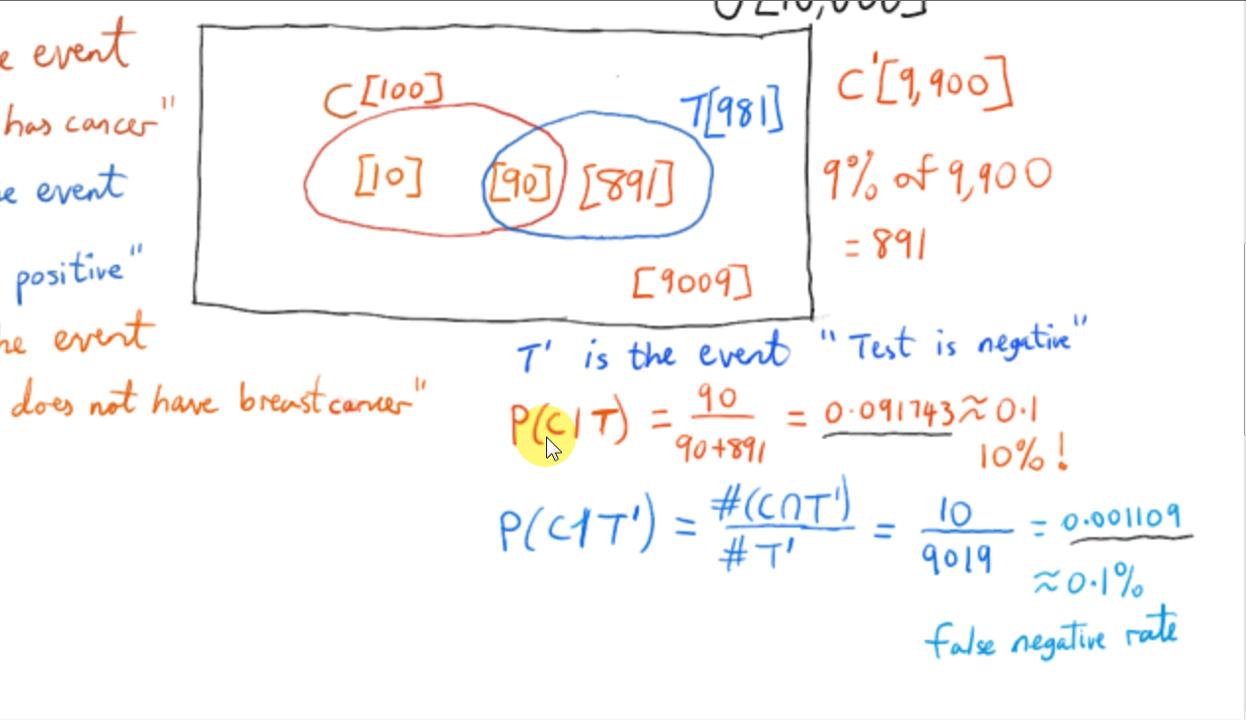 U[10,000]
e event
has cancer"
e event
positive"
he event
does not have breast cancer"
C[100]
T[981]
[10] [90] [891]
[9009]
C'[9,900]
9% of 9,900
= 891
T' is the event "Test is negative"
P(C|T) = 90/90+891 = 0.091743 ≈ 0.1
10%!
P(C|T') = #(C∩T')/#T' = 10/9019 = 0.001109
≈ 0.1%
false negative rate